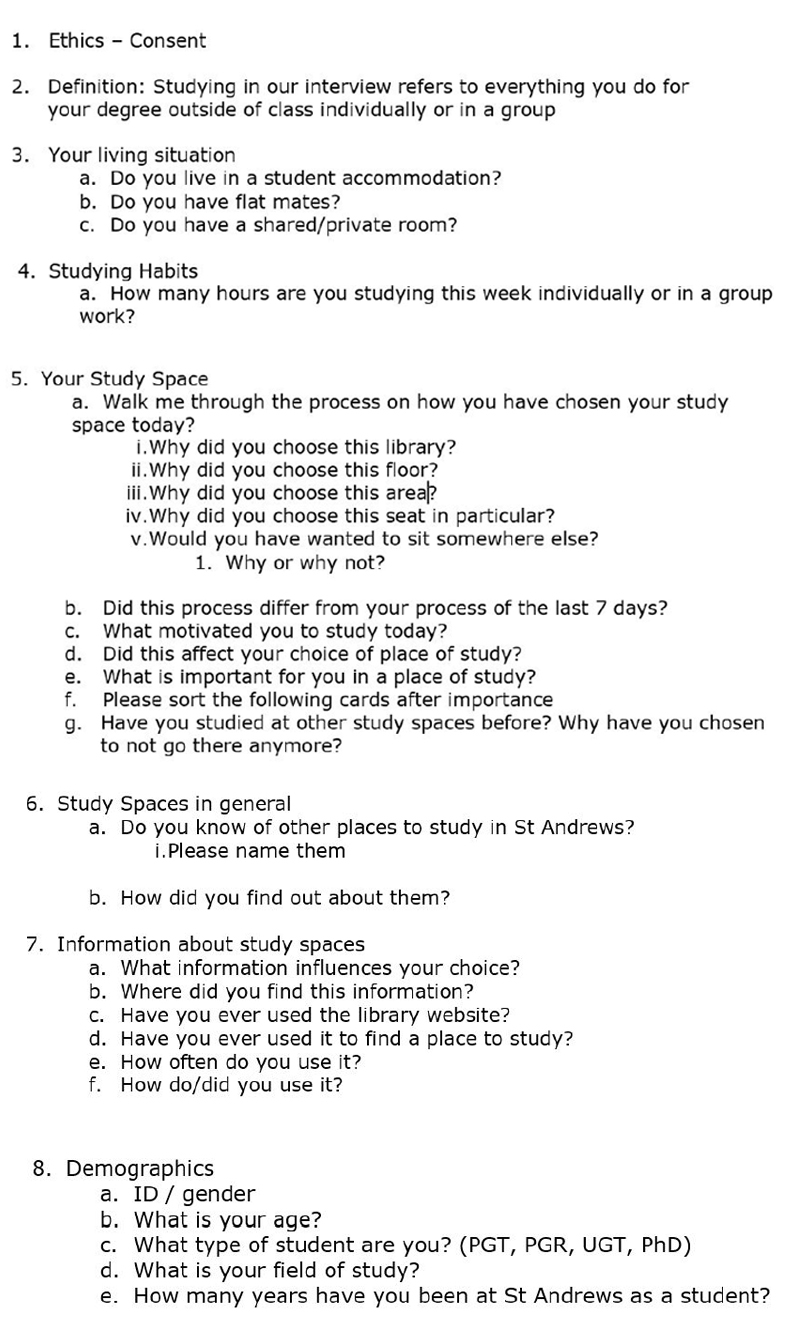 1. Ethics – Consent
2. Definition: Studying in our interview refers to everything you do for
your degree outside of class individually or in a group
3. Your living situation
a. Do you live in a student accommodation?
b. Do you have flat mates?
c. Do you have a shared/private room?
4. Studying Habits
a. How many hours are you studying this week individually or in a group
work?
5. Your Study Space
a. Walk me through the process on how you have chosen your study
space today?
i.Why did you choose this library?
ii.Why did you choose this floor?
iii.Why did you choose this area?
iv.Why did you choose this seat in particular?
v.Would you have wanted to sit somewhere else?
1. Why or why not?
b. Did this process differ from your process of the last 7 days?
c. What motivated you to study today?
d. Did this affect your choice of place of study?
e. What is important for you in a place of study?
f. Please sort the following cards after importance
g. Have you studied at other study spaces before? Why have you chosen
to not go there anymore?
6. Study Spaces in general
a. Do you know of other places to study in St Andrews?
i.Please name them
b. How did you find out about them?
7. Information about study spaces
a. What information influences your choice?
b. Where did you find this information?
c. Have you ever used the library website?
d. Have you ever used it to find a place to study?
e. How often do you use it?
f. How do/did you use it?
8. Demographics
a. ID / gender
b. What is your age?
c. What type of student are you? (PGT, PGR, UGT, PhD)
d. What is your field of study?
e. How many years have you been at St Andrews as a student?